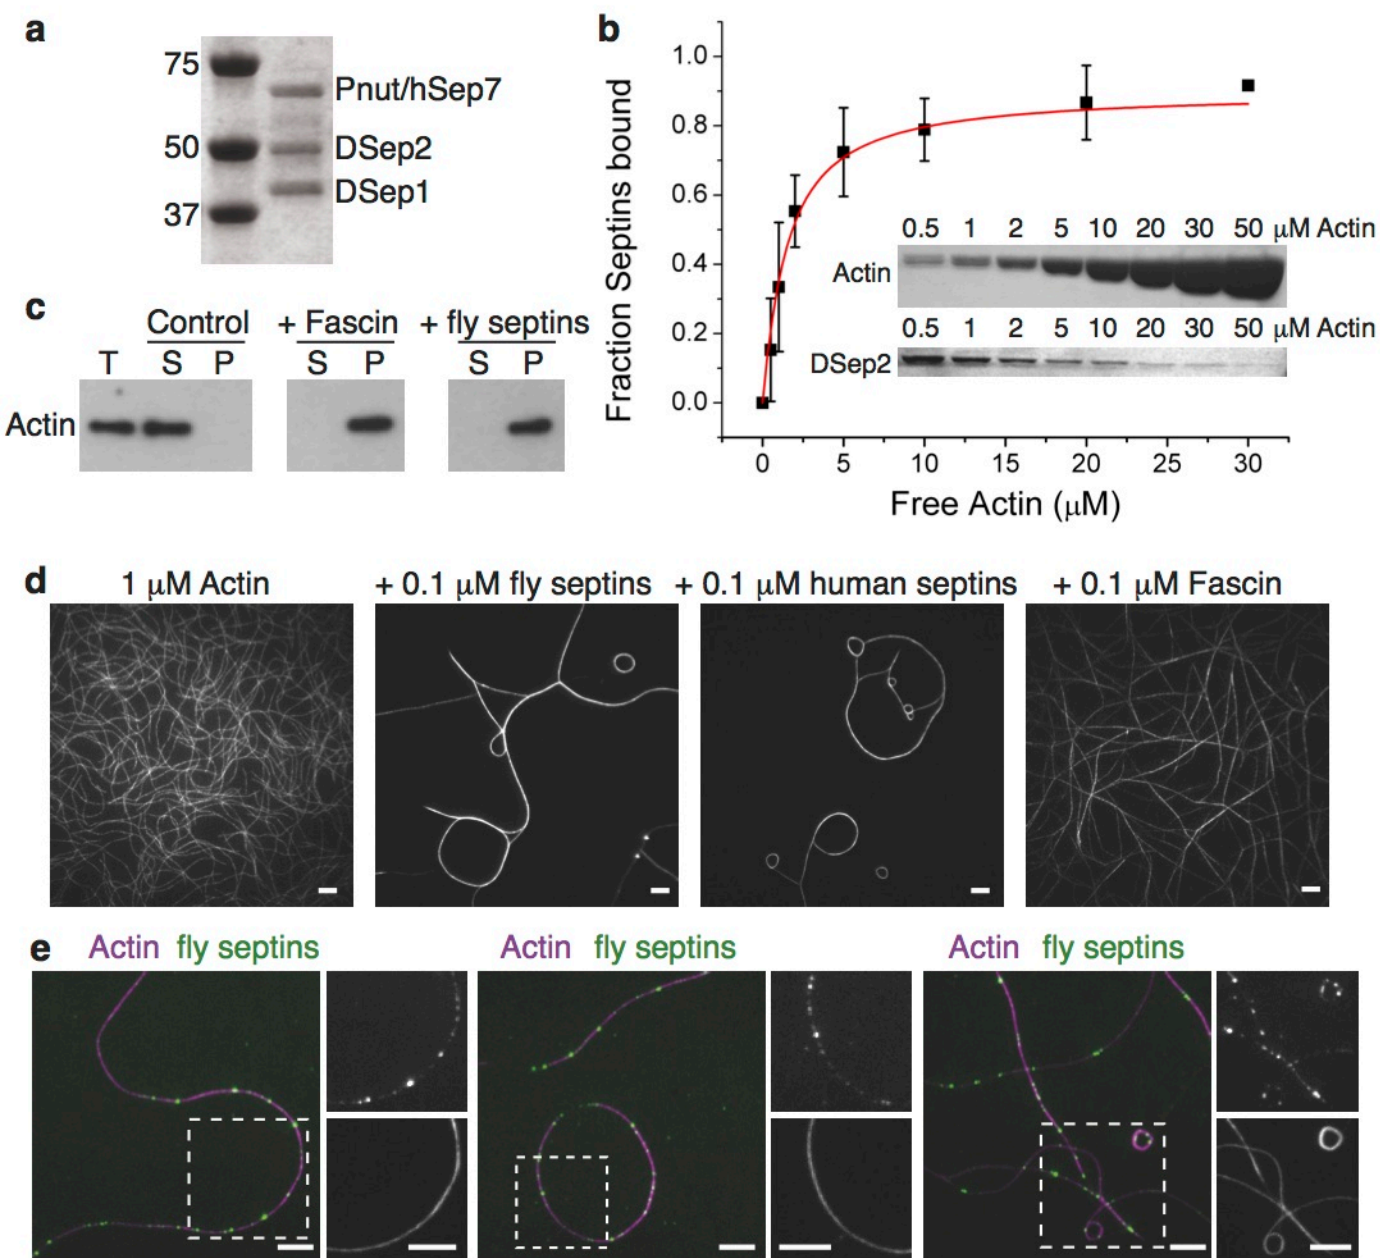 a
75
50
37
Pnut/hSep7
DSep2
DSep1
b
Fraction Septins bound
1.0
0.8
0.6
0.4
0.2
0.0
0 5 10 15 20 25 30
Free Actin (μM)
0.5 1 2 5 10 20 30 50 μM Actin
Actin
0.5 1 2 5 10 20 30 50 μM Actin
DSep2
c
Control + Fascin + fly septins
T S P S P S P
Actin
d
1 μM Actin + 0.1 μM fly septins + 0.1 μM human septins + 0.1 μM Fascin
e
Actin fly septins Actin fly septins Actin fly septins